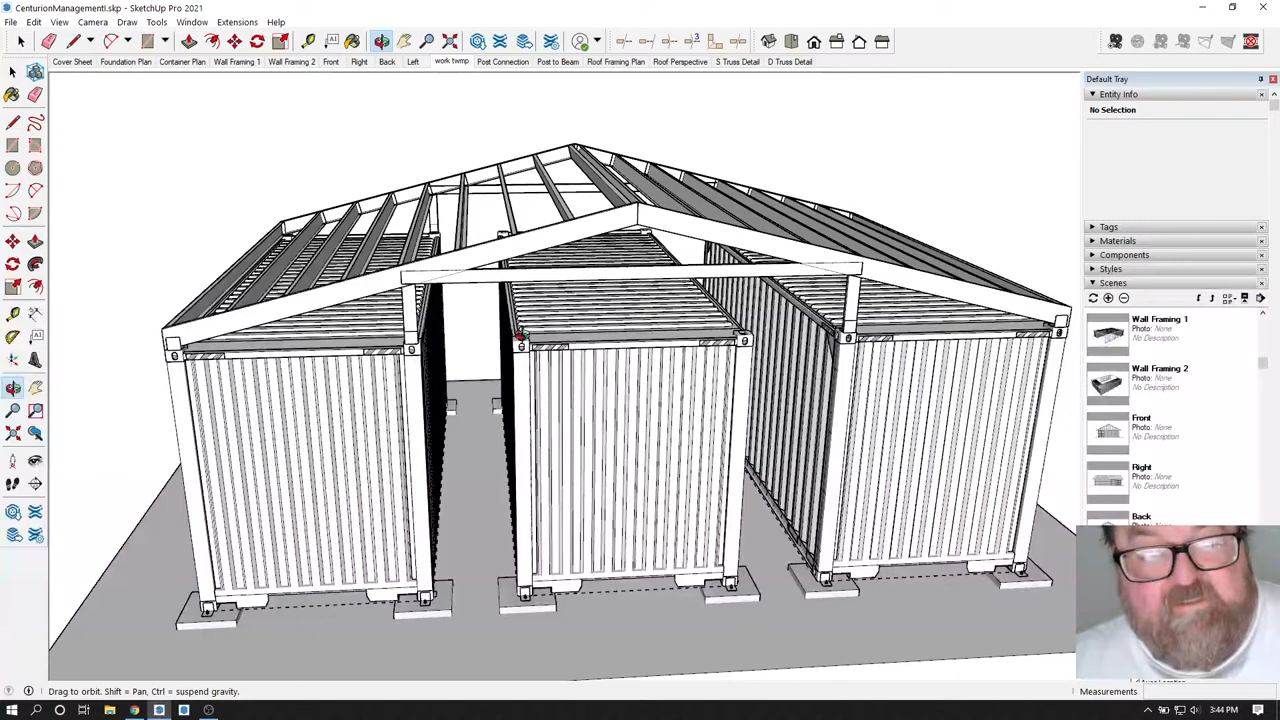 CenturionManagementI.skp - SketchUp Pro 2021
File Edit View Camera Draw Tools Window Extensions Help
Cover Sheet Foundation Plan Container Plan Wall Framing 1 Wall Framing 2 Front Right Back Left work twmp Post Connection Post to Beam Roof Framing Plan Roof Perspective S Truss Detail D Truss Detail
Default Tray
Entity Info
No Selection
Tags
Materials
Components
Styles
Scenes
Wall Framing 1
Photo: None
No Description
Wall Framing 2
Photo: None
No Description
Front
Photo: None
No Description
Right
Photo: None
No Description
Back
Drag to orbit. Shift = Pan, Ctrl = suspend gravity.
Measurements
3:44 PM